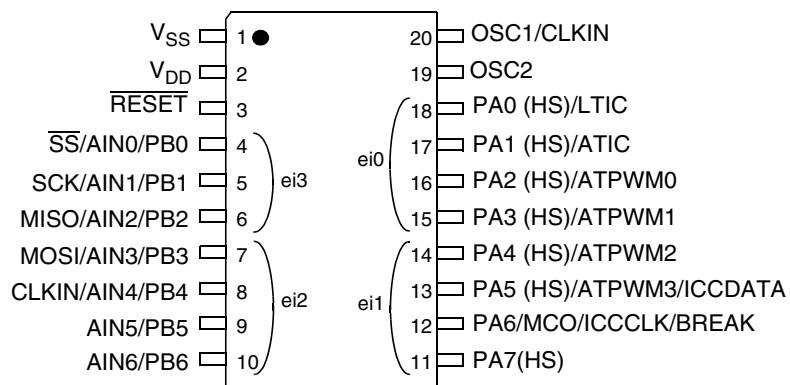 VSS 1 20 OSC1/CLKIN
VDD 2 19 OSC2
RESET 3 18 PA0 (HS)/LTIC
SS/AIN0/PB0 4 17 PA1 (HS)/ATIC
ei3 ei0
SCK/AIN1/PB1 5 16 PA2 (HS)/ATPWM0
MISO/AIN2/PB2 6 15 PA3 (HS)/ATPWM1
MOSI/AIN3/PB3 7 14 PA4 (HS)/ATPWM2
CLKIN/AIN4/PB4 8 13 PA5 (HS)/ATPWM3/ICCDATA
ei2 ei1
AIN5/PB5 9 12 PA6/MCO/ICCCLK/BREAK
AIN6/PB6 10 11 PA7(HS)